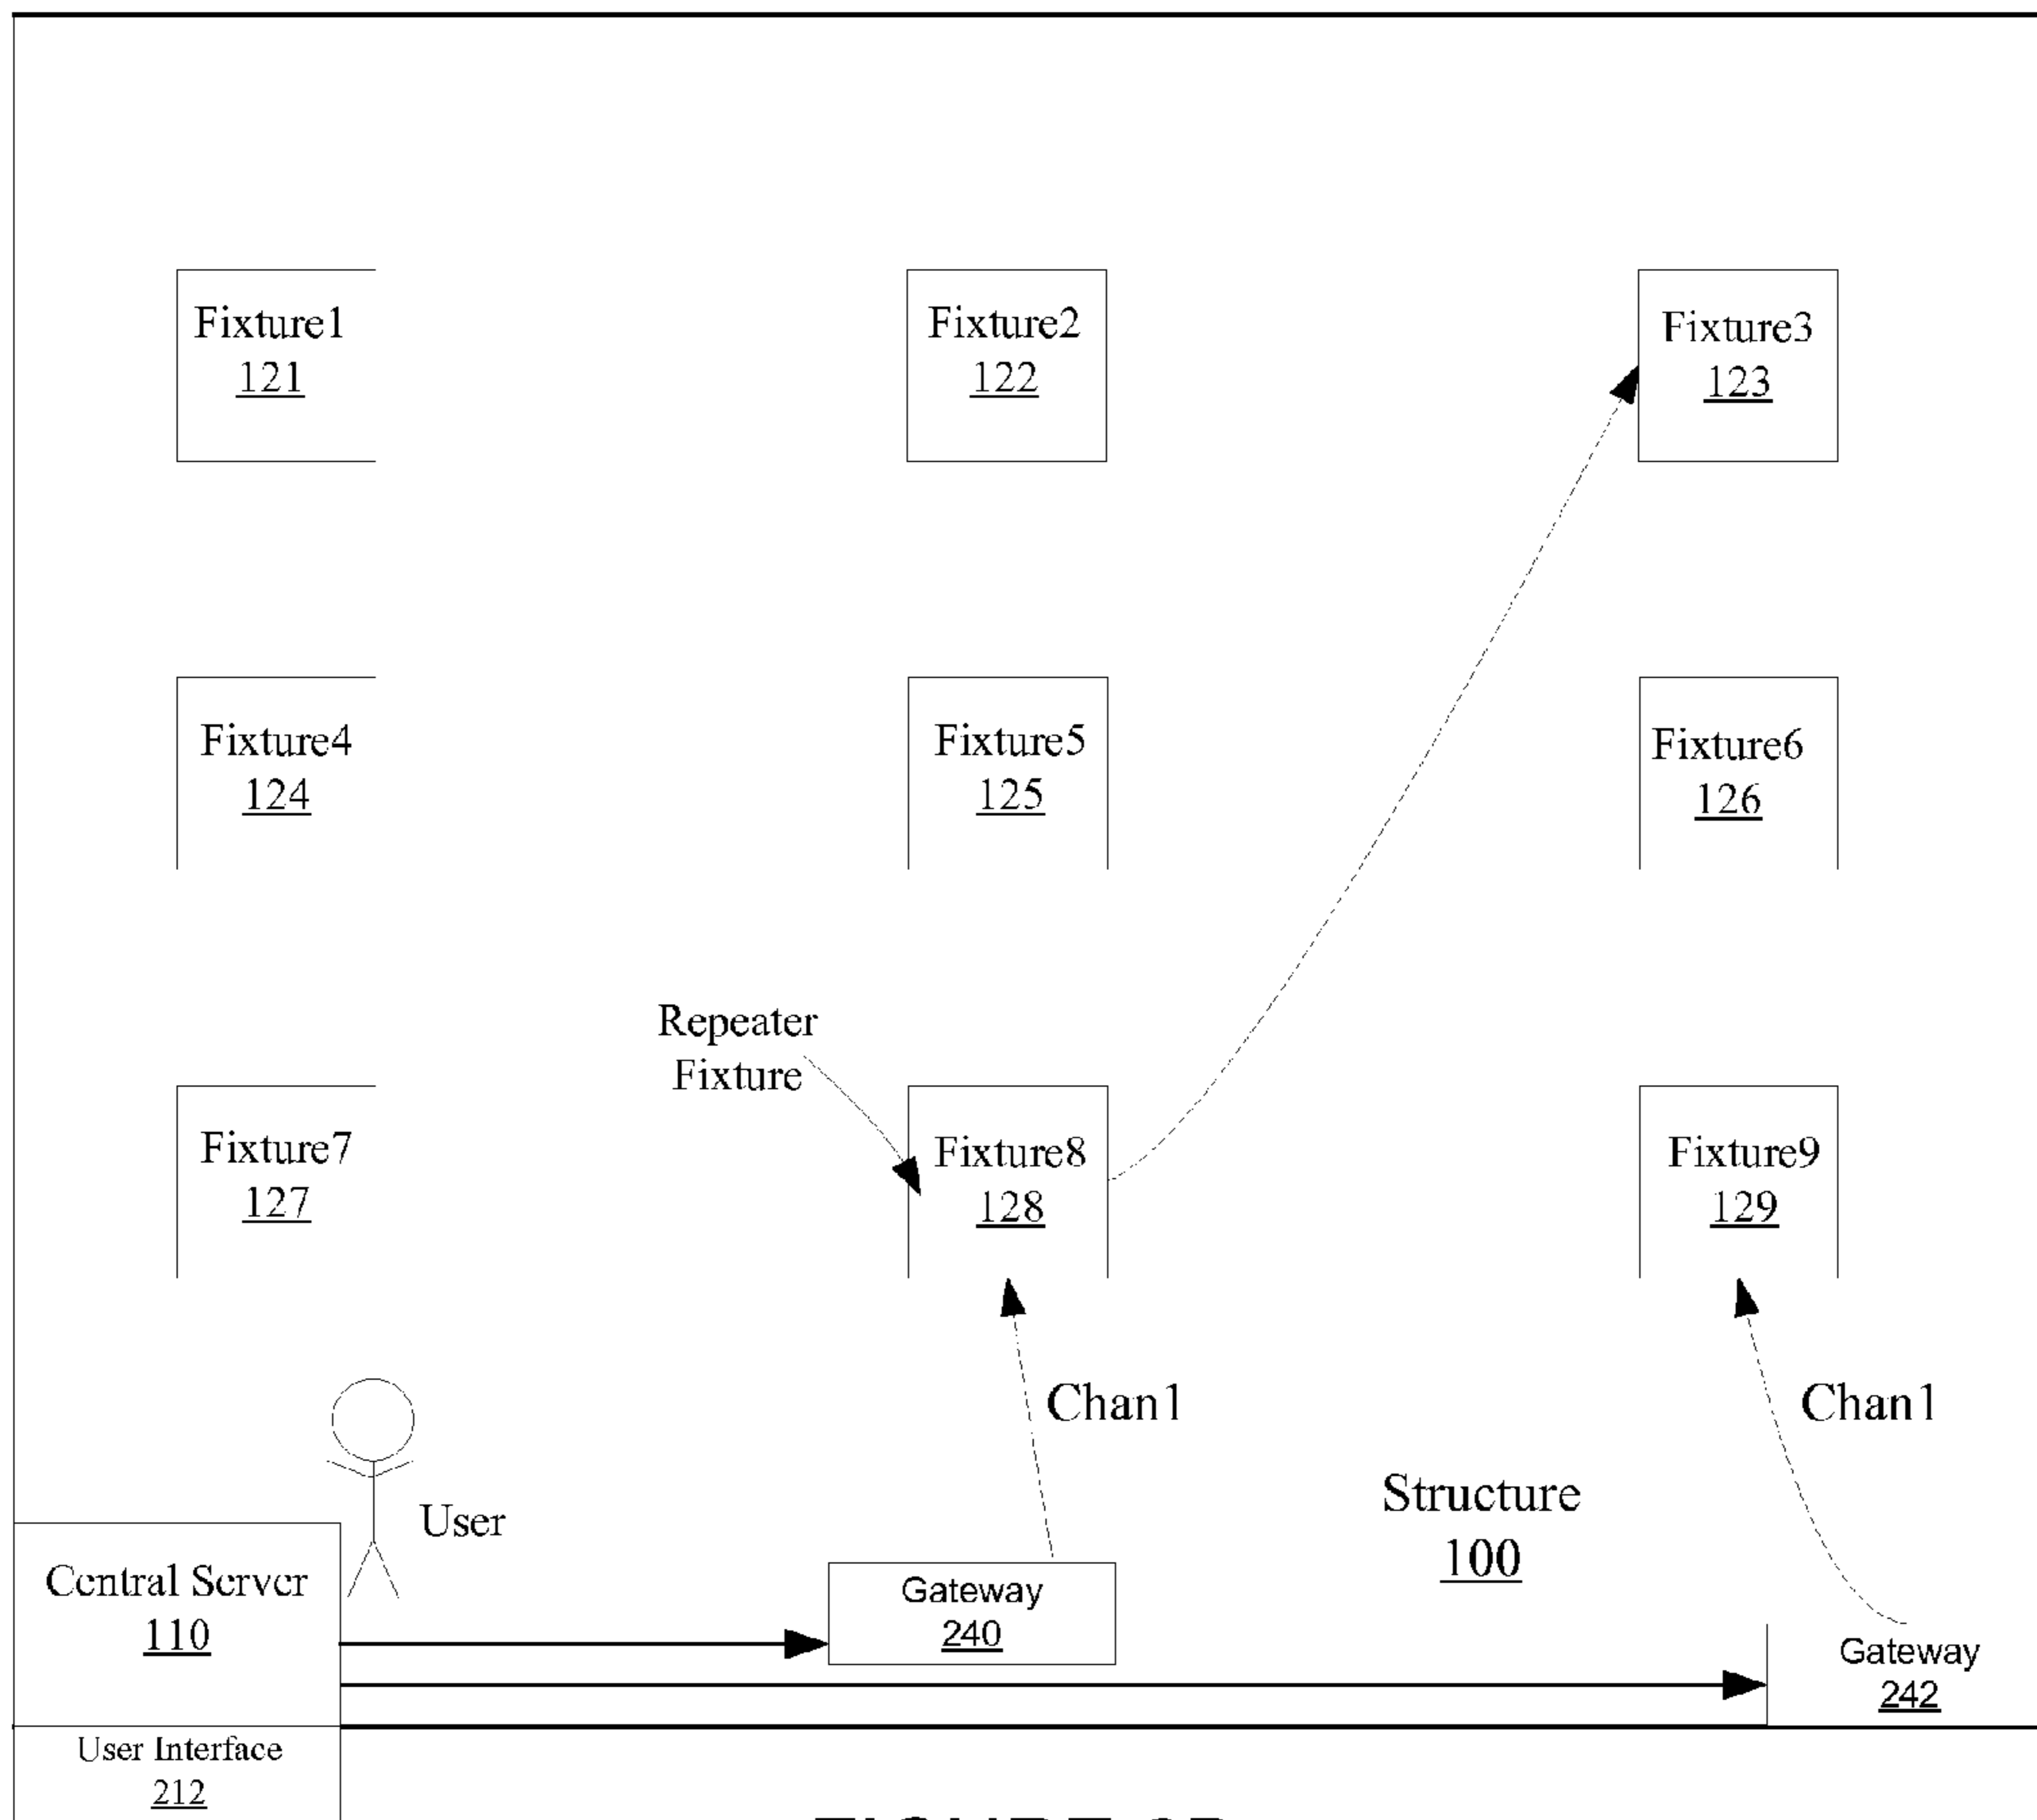 Fixture1
121
Fixture2
122
Fixture3
123
Fixture4
124
Fixture5
125
Fixture6
126
Repeater
Fixture
Fixture7
127
Fixture8
128
Fixture9
129
Chan1
Chan1
User
Structure
100
Central Server
110
Gateway
240
Gateway
242
User Interface
212